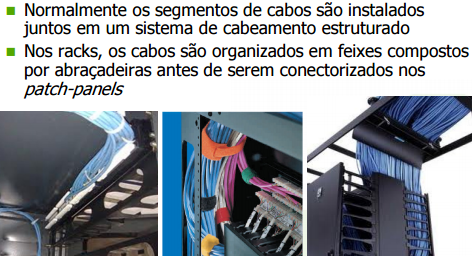 Normalmente os segmentos de cabos são instalados
juntos em um sistema de cabeamento estruturado
Nos racks, os cabos são organizados em feixes compostos
por abraçadeiras antes de serem conectorizados nos
patch-panels